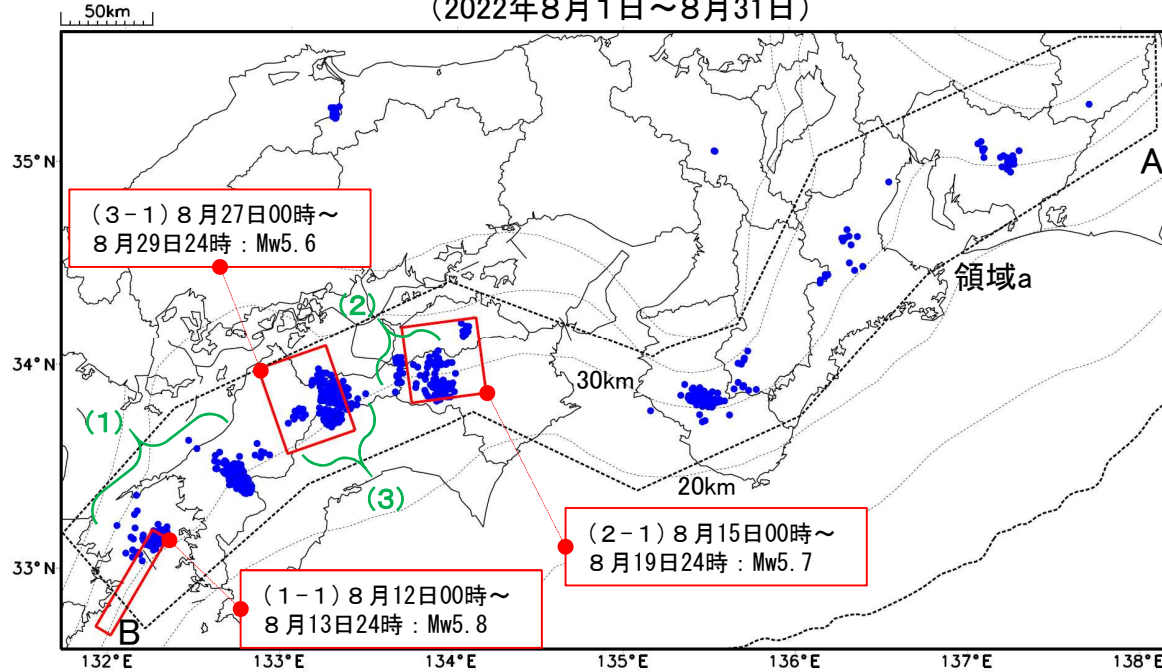 (2022年8月1日~8月31日)
50km
35°N
34°N
33°N
132°E
133°E
134°E
135°E
136°E
137°E
138°E
A
領域a
(3-1)8月27日00時~
8月29日24時:Mw5.6
(2)
30km
(1)
20km
(3)
(2-1)8月15日00時~
8月19日24時:Mw5.7
(1-1)8月12日00時~
8月13日24時:Mw5.8
B